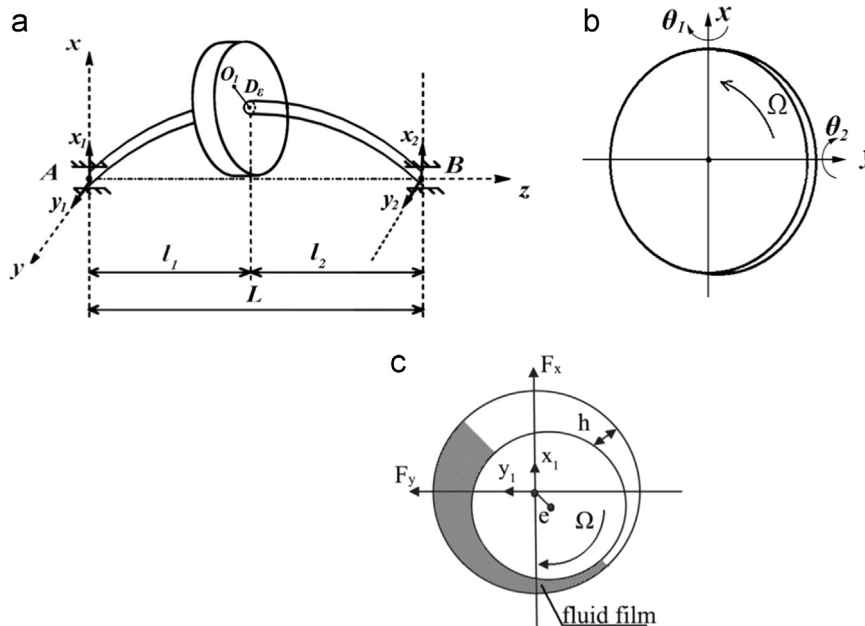 a
x
O₁ Dε
x₁
x₂
A
B
y₁
y₂
z
y
l₁
l₂
L
b
x
θ₁
Ω
θ₂
y
c
Fₓ
h
x₁
Fy
y₁
e
Ω
fluid film